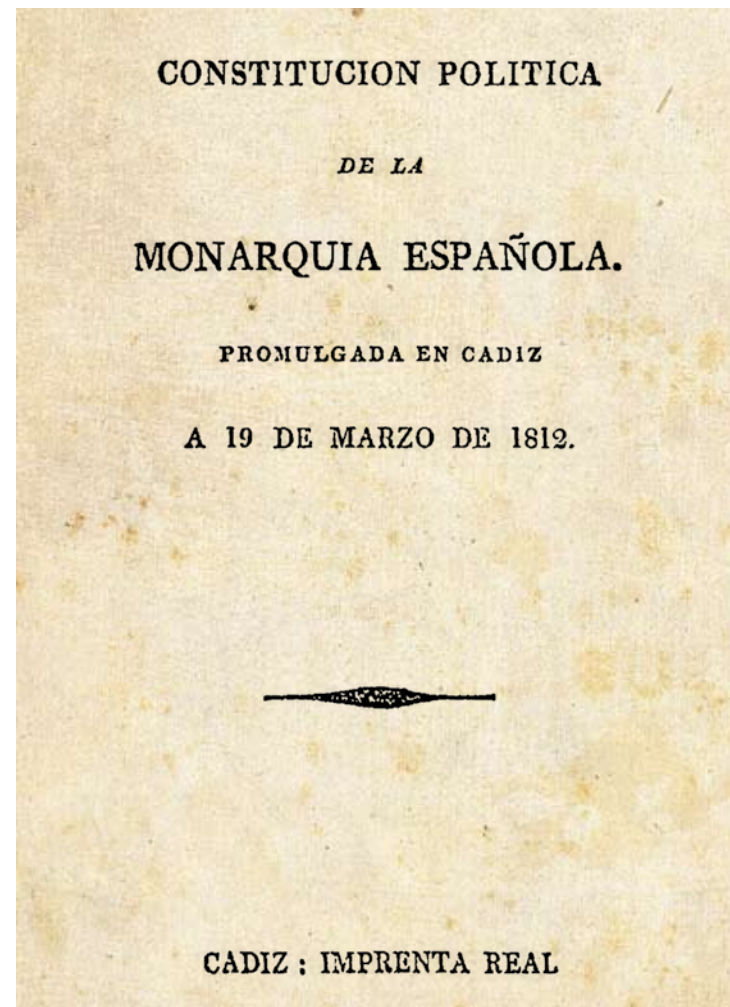 CONSTITUCION POLITICA
DE LA
MONARQUIA ESPAÑOLA.
PROMULGADA EN CADIZ
A 19 DE MARZO DE 1812.
CADIZ : IMPRENTA REAL